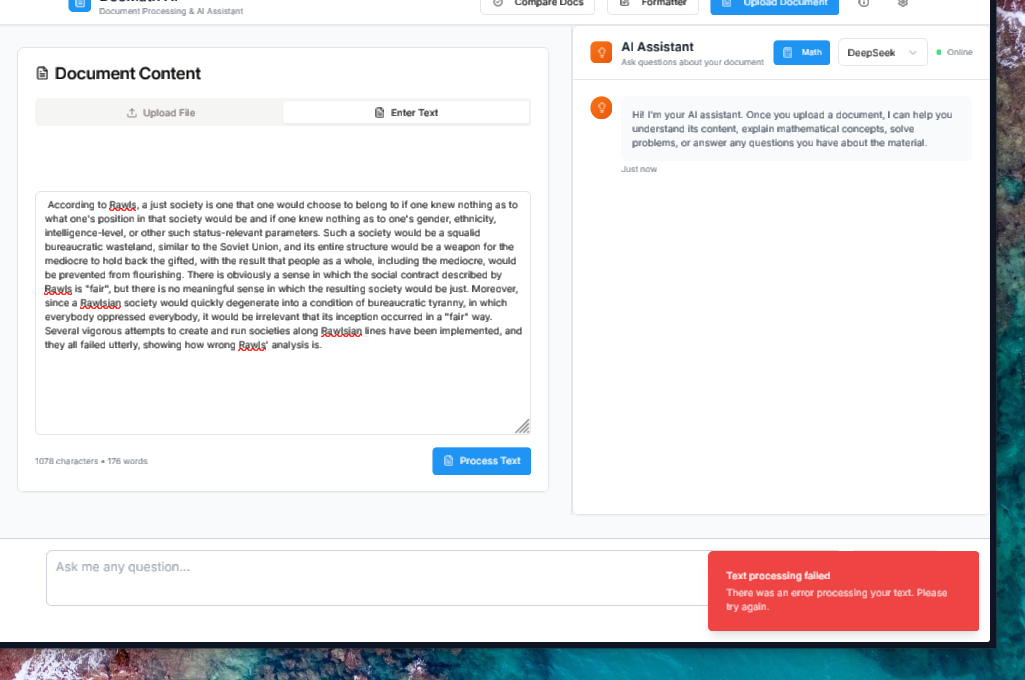 Document Processing & AI Assistant
Compare Docs
Formatter
Upload Document
Document Content
Upload File
Enter Text
According to Rawls, a just society is one that one would choose to belong to if one knew nothing as to
what one's position in that society would be and if one knew nothing as to one's gender, ethnicity,
intelligence-level, or other such status-relevant parameters. Such a society would be a squalid
bureaucratic wasteland, similar to the Soviet Union, and its entire structure would be a weapon for the
mediocre to hold back the gifted, with the result that people as a whole, including the mediocre, would
be prevented from flourishing. There is obviously a sense in which the social contract described by
Rawls is "fair", but there is no meaningful sense in which the resulting society would be just. Moreover,
since a Rawlsian society would quickly degenerate into a condition of bureaucratic tyranny, in which
everybody oppressed everybody, it would be irrelevant that its inception occurred in a "fair" way.
Several vigorous attempts to create and run societies along Rawlsian lines have been implemented, and
they all failed utterly, showing how wrong Rawls' analysis is.
1078 characters • 176 words
Process Text
AI Assistant
Ask questions about your document
Math
DeepSeek
Online
Hi! I'm your AI assistant. Once you upload a document, I can help you
understand its content, explain mathematical concepts, solve
problems, or answer any questions you have about the material.
Just now
Ask me any question...
Text processing failed
There was an error processing your text. Please
try again.